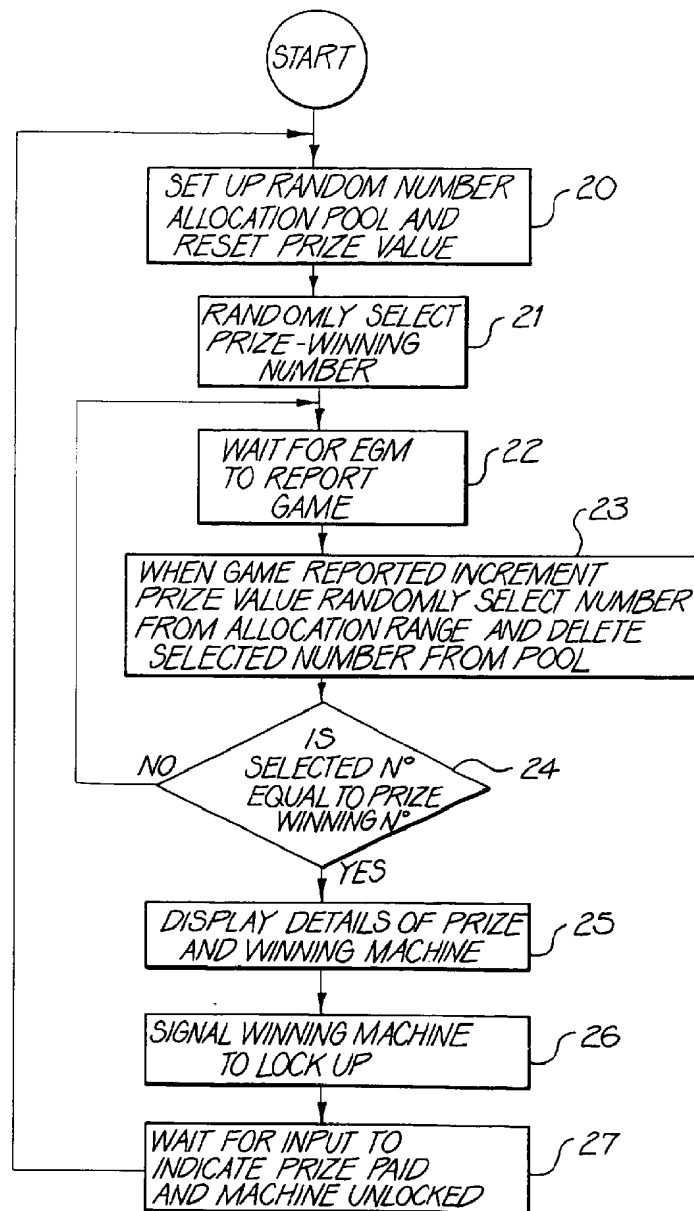 START
SET UP RANDOM NUMBER
ALLOCATION POOL AND
RESET PRIZE VALUE
20
RANDOMLY SELECT
PRIZE-WINNING
NUMBER
21
WAIT FOR EGM
TO REPORT
GAME
22
23
WHEN GAME REPORTED INCREMENT
PRIZE VALUE RANDOMLY SELECT NUMBER
FROM ALLOCATION RANGE AND DELETE
SELECTED NUMBER FROM POOL
IS
SELECTED Nº
EQUAL TO PRIZE
WINNING Nº
24
NO
YES
DISPLAY DETAILS OF PRIZE
AND WINNING MACHINE
25
SIGNAL WINNING MACHINE
TO LOCK UP
26
WAIT FOR INPUT TO
INDICATE PRIZE PAID
AND MACHINE UNLOCKED
27